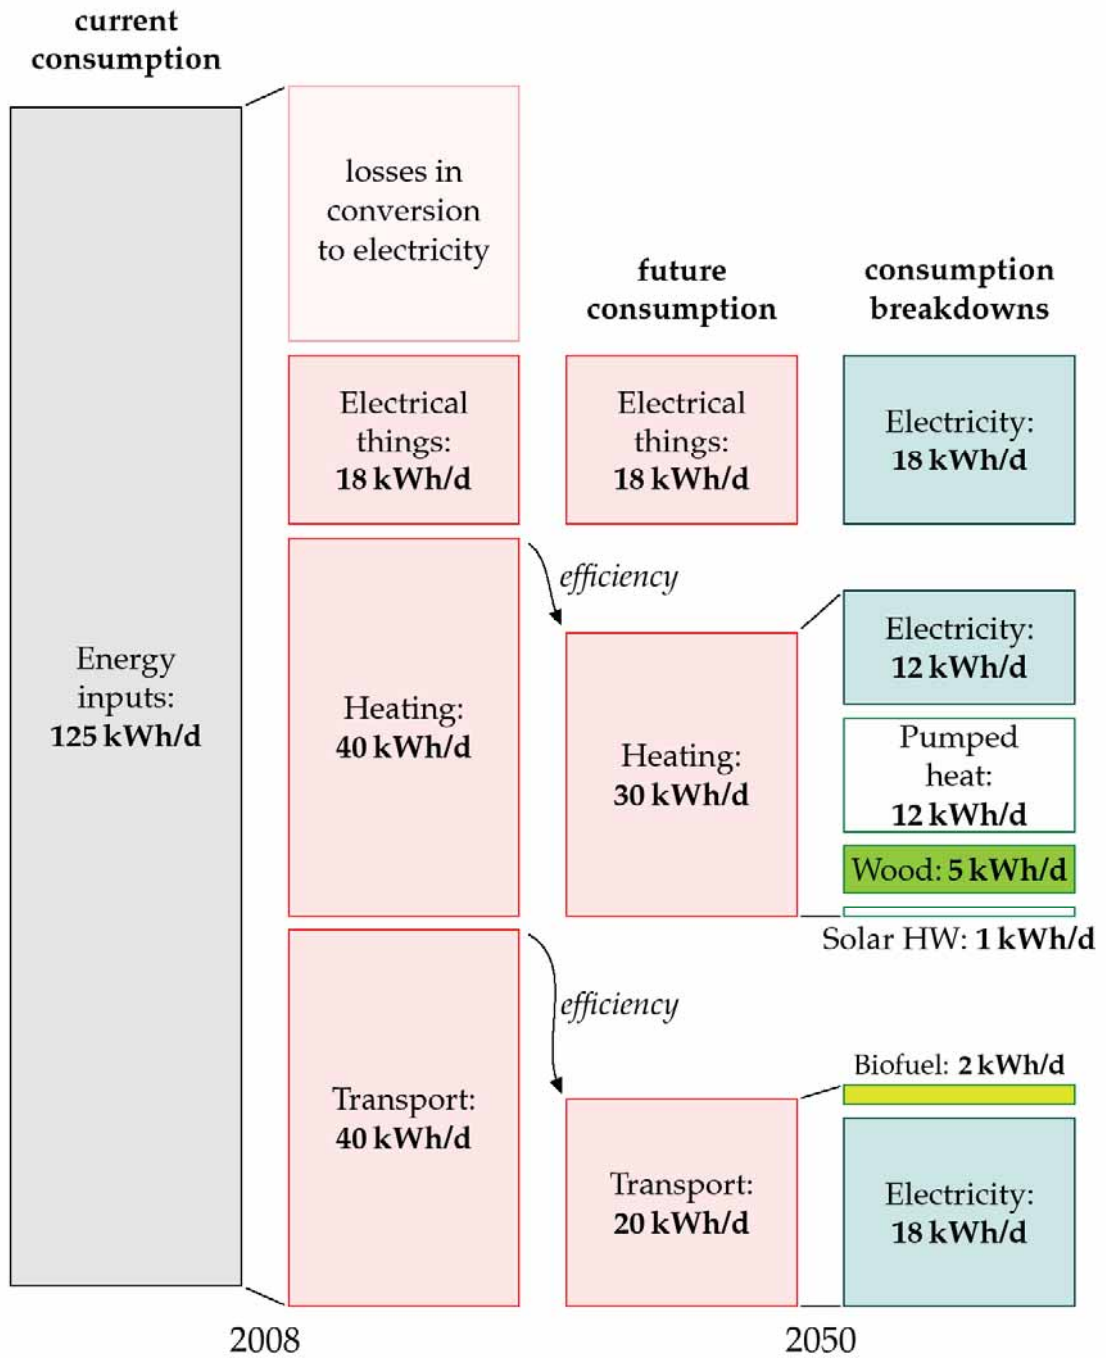 current
consumption
Energy
inputs:
125 kWh/d
losses in
conversion
to electricity
Electrical
things:
18 kWh/d
Heating:
40 kWh/d
Transport:
40 kWh/d
2008
future
consumption
Electrical
things:
18 kWh/d
efficiency
Heating:
30 kWh/d
efficiency
Transport:
20 kWh/d
consumption
breakdowns
Electricity:
18 kWh/d
Electricity:
12 kWh/d
Pumped
heat:
12 kWh/d
Wood: 5 kWh/d
Solar HW: 1 kWh/d
Biofuel: 2 kWh/d
Electricity:
18 kWh/d
2050